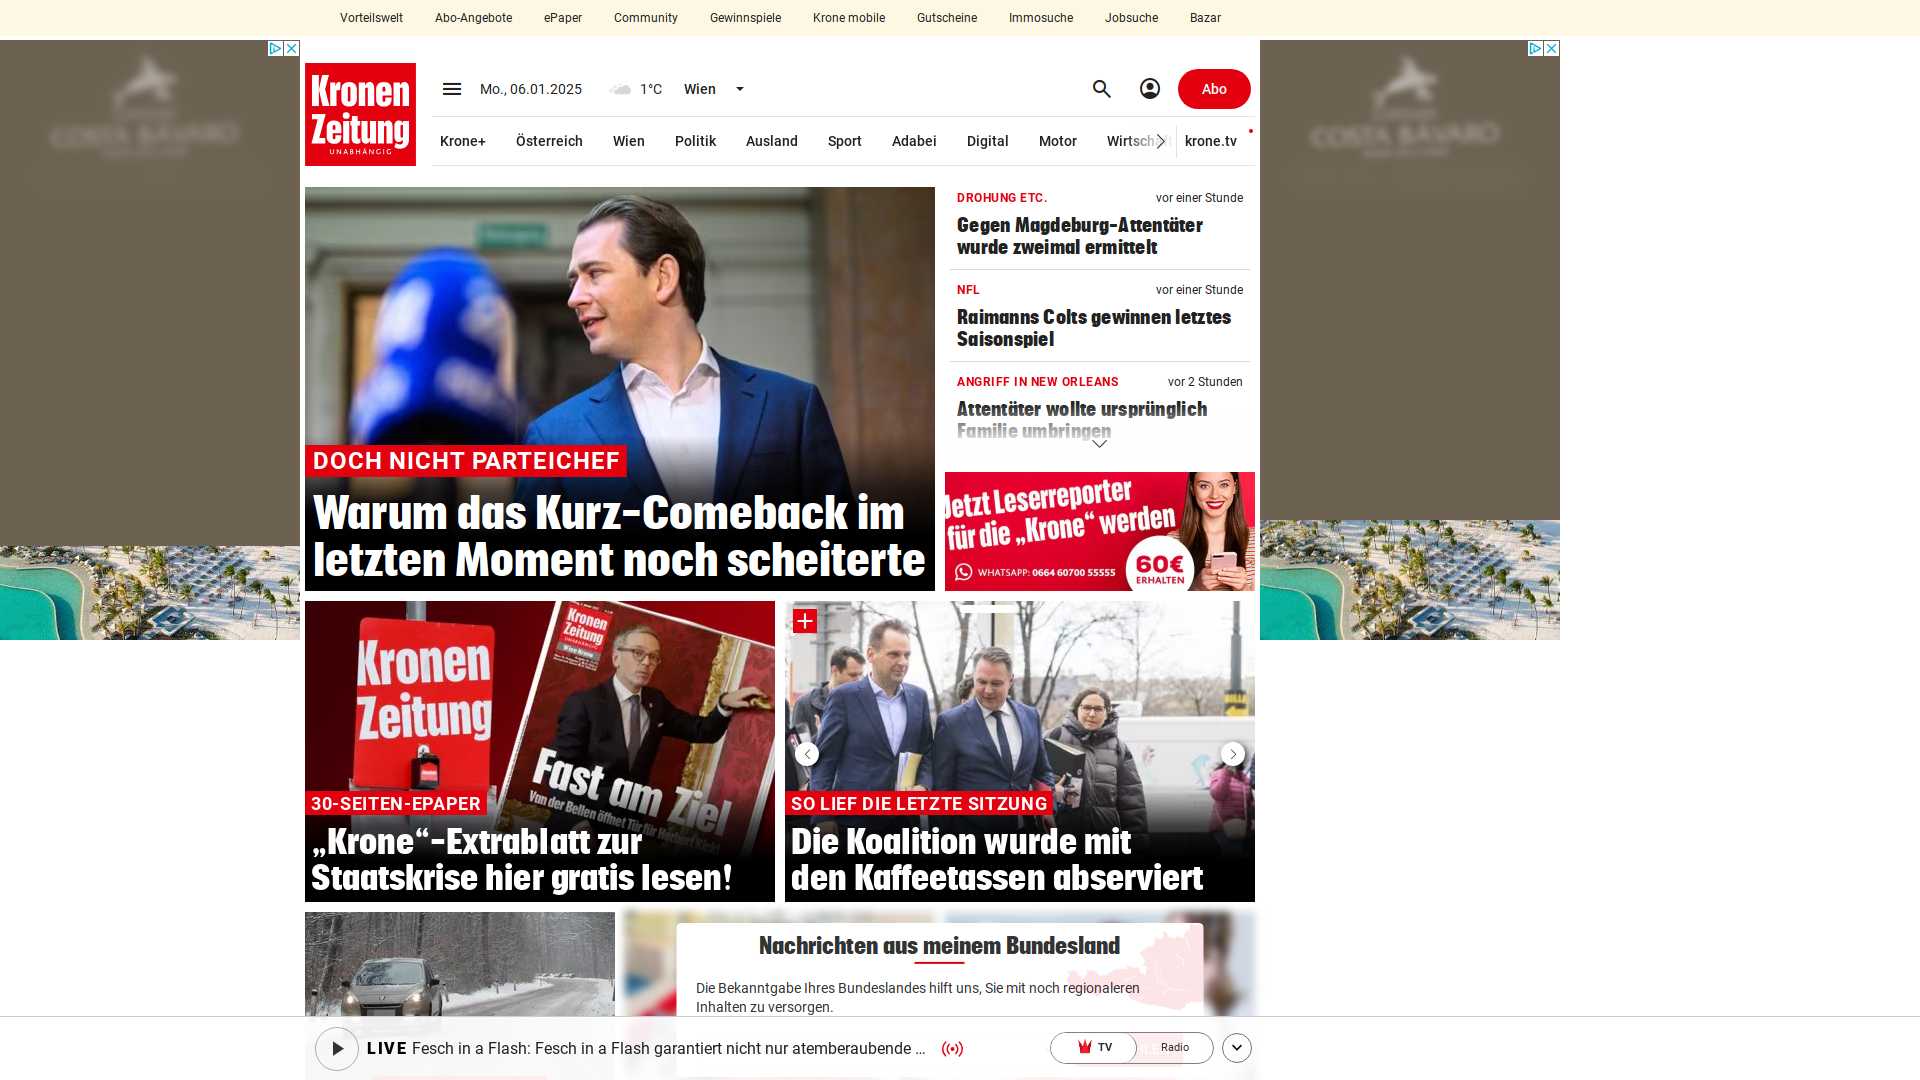 Vorteilswelt Abo-Angebote ePaper Community Gewinnspiele Krone mobile Gutscheine Immosuche Jobsuche Bazar
COSTA BÁVARO
COSTA BÁVARO
Kronen
Zeitung
UNABHÄNGIG
Mo., 06.01.2025 1°C Wien
Abo
Krone+ Österreich Wien Politik Ausland Sport Adabei Digital Motor krone.tv
DOCH NICHT PARTEICHEF
Warum das Kurz-Comeback im
letzten Moment noch scheiterte
DROHUNG ETC. vor einer Stunde
Gegen Magdeburg-Attentäter
wurde zweimal ermittelt
NFL vor einer Stunde
Raimanns Colts gewinnen letztes
Saisonspiel
ANGRIFF IN NEW ORLEANS vor 2 Stunden
Attentäter wollte ursprünglich
Familie umbringen
Jetzt Leserreporter
für die „Krone“ werden
WHATSAPP: 0664 60700 55555
60€
ERHALTEN
Kronen
Zeitung
Kronen
Zeitung
Fast am Ziel
Van der Bellen öffnet Tür für Herbert Kickl
30-SEITEN-EPAPER
„Krone“-Extrablatt zur
Staatskrise hier gratis lesen!
SO LIEF DIE LETZTE SITZUNG
Die Koalition wurde mit
den Kaffeetassen abserviert
Nachrichten aus meinem Bundesland
Die Bekanntgabe Ihres Bundeslandes hilft uns, Sie mit noch regionaleren
Inhalten zu versorgen.
LIVE Fesch in a Flash: Fesch in a Flash garantiert nicht nur atemberaubende ...
TV Radio